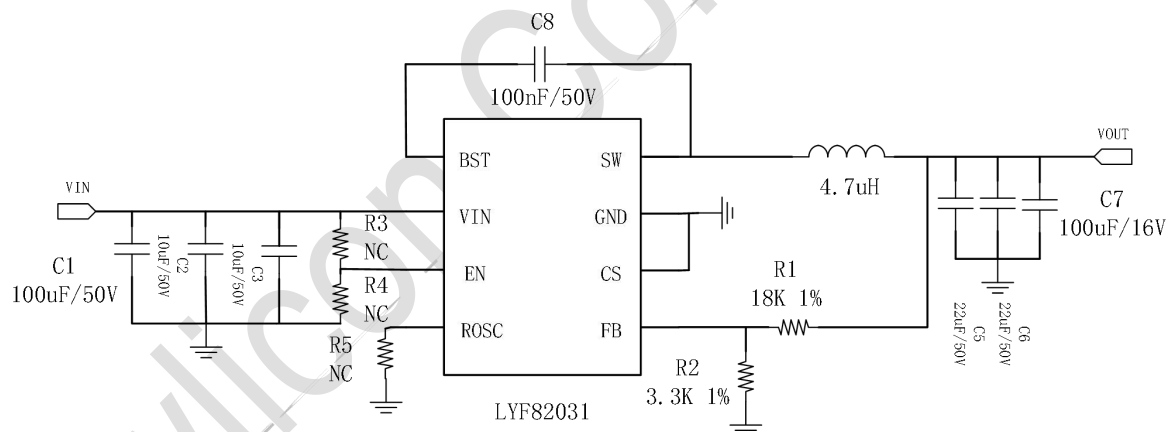 C8
100nF/50V
BST
SW
4.7uH
VOUT
VIN
VIN
GND
R3
NC
C7
100uF/16V
C1
100uF/50V
C2
10uF/50V
C3
10uF/50V
EN
CS
R1
18K 1%
R4
NC
R5
NC
ROSC
FB
R2
3.3K 1%
C5
22uF/50V
C6
22uF/50V
LYF82031